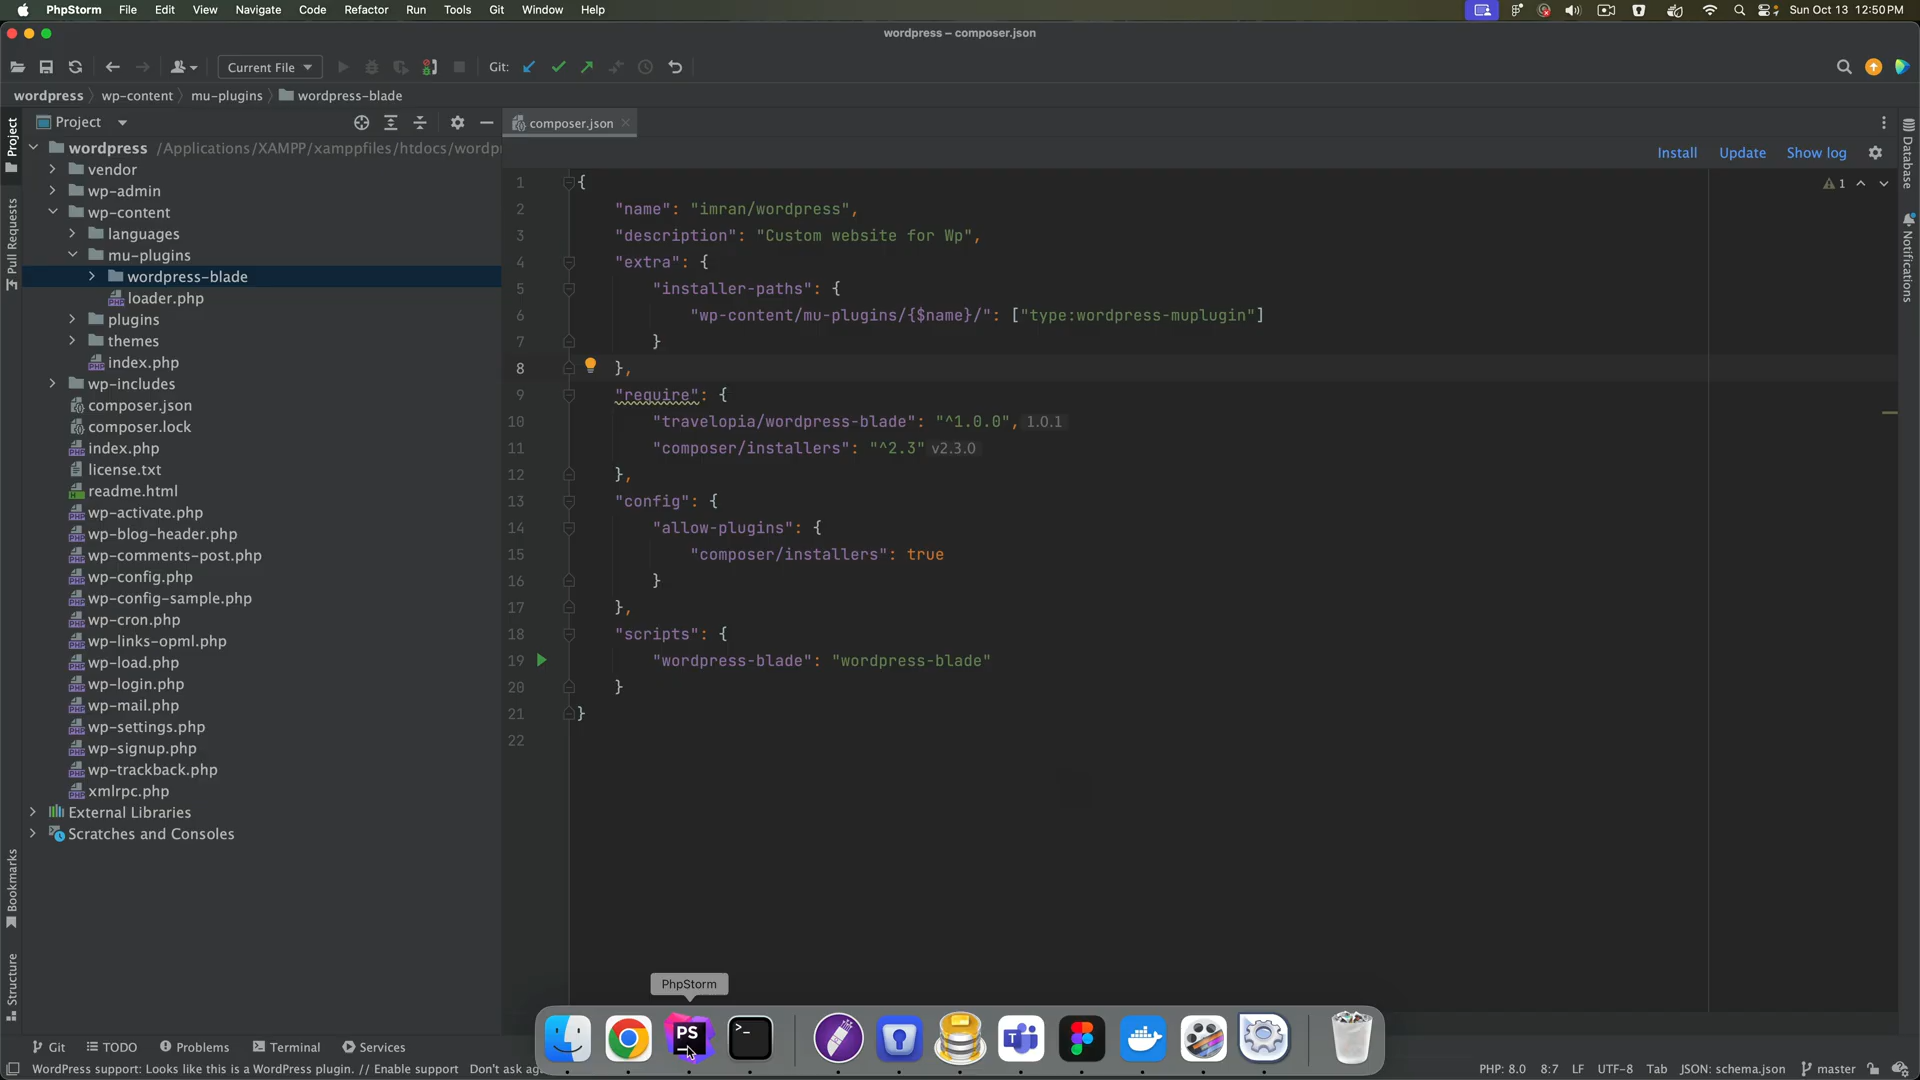 PhpStorm File Edit View Navigate Code Refactor Run Tools Git Window Help Sun Oct 13 12:50 PM
wordpress – composer.json
Current File Git:
wordpress wp-content mu-plugins wordpress-blade
Project composer.json
Project
Pull Requests
Bookmarks
Structure
wordpress /Applications/XAMPP/xamppfiles/htdocs/wordp
vendor
wp-admin
wp-content
languages
mu-plugins
wordpress-blade
loader.php
plugins
themes
index.php
wp-includes
composer.json
composer.lock
index.php
license.txt
readme.html
wp-activate.php
wp-blog-header.php
wp-comments-post.php
wp-config.php
wp-config-sample.php
wp-cron.php
wp-links-opml.php
wp-load.php
wp-login.php
wp-mail.php
wp-settings.php
wp-signup.php
wp-trackback.php
xmlrpc.php
External Libraries
Scratches and Consoles
Install Update Show log
1
Database
Notifications
1 {
2 "name": "imran/wordpress",
3 "description": "Custom website for Wp",
4 "extra": {
5 "installer-paths": {
6 "wp-content/mu-plugins/{$name}/": ["type:wordpress-muplugin"]
7 }
8 },
9 "require": {
10 "travelopia/wordpress-blade": "^1.0.0", 1.0.1
11 "composer/installers": "^2.3" v2.3.0
12 },
13 "config": {
14 "allow-plugins": {
15 "composer/installers": true
16 }
17 },
18 "scripts": {
19 "wordpress-blade": "wordpress-blade"
20 }
21 }
22
PhpStorm
PS
Git TODO Problems Terminal Services
WordPress support: Looks like this is a WordPress plugin. // Enable support Don't ask ag
PHP: 8.0 8:7 LF UTF-8 Tab JSON: schema.json master